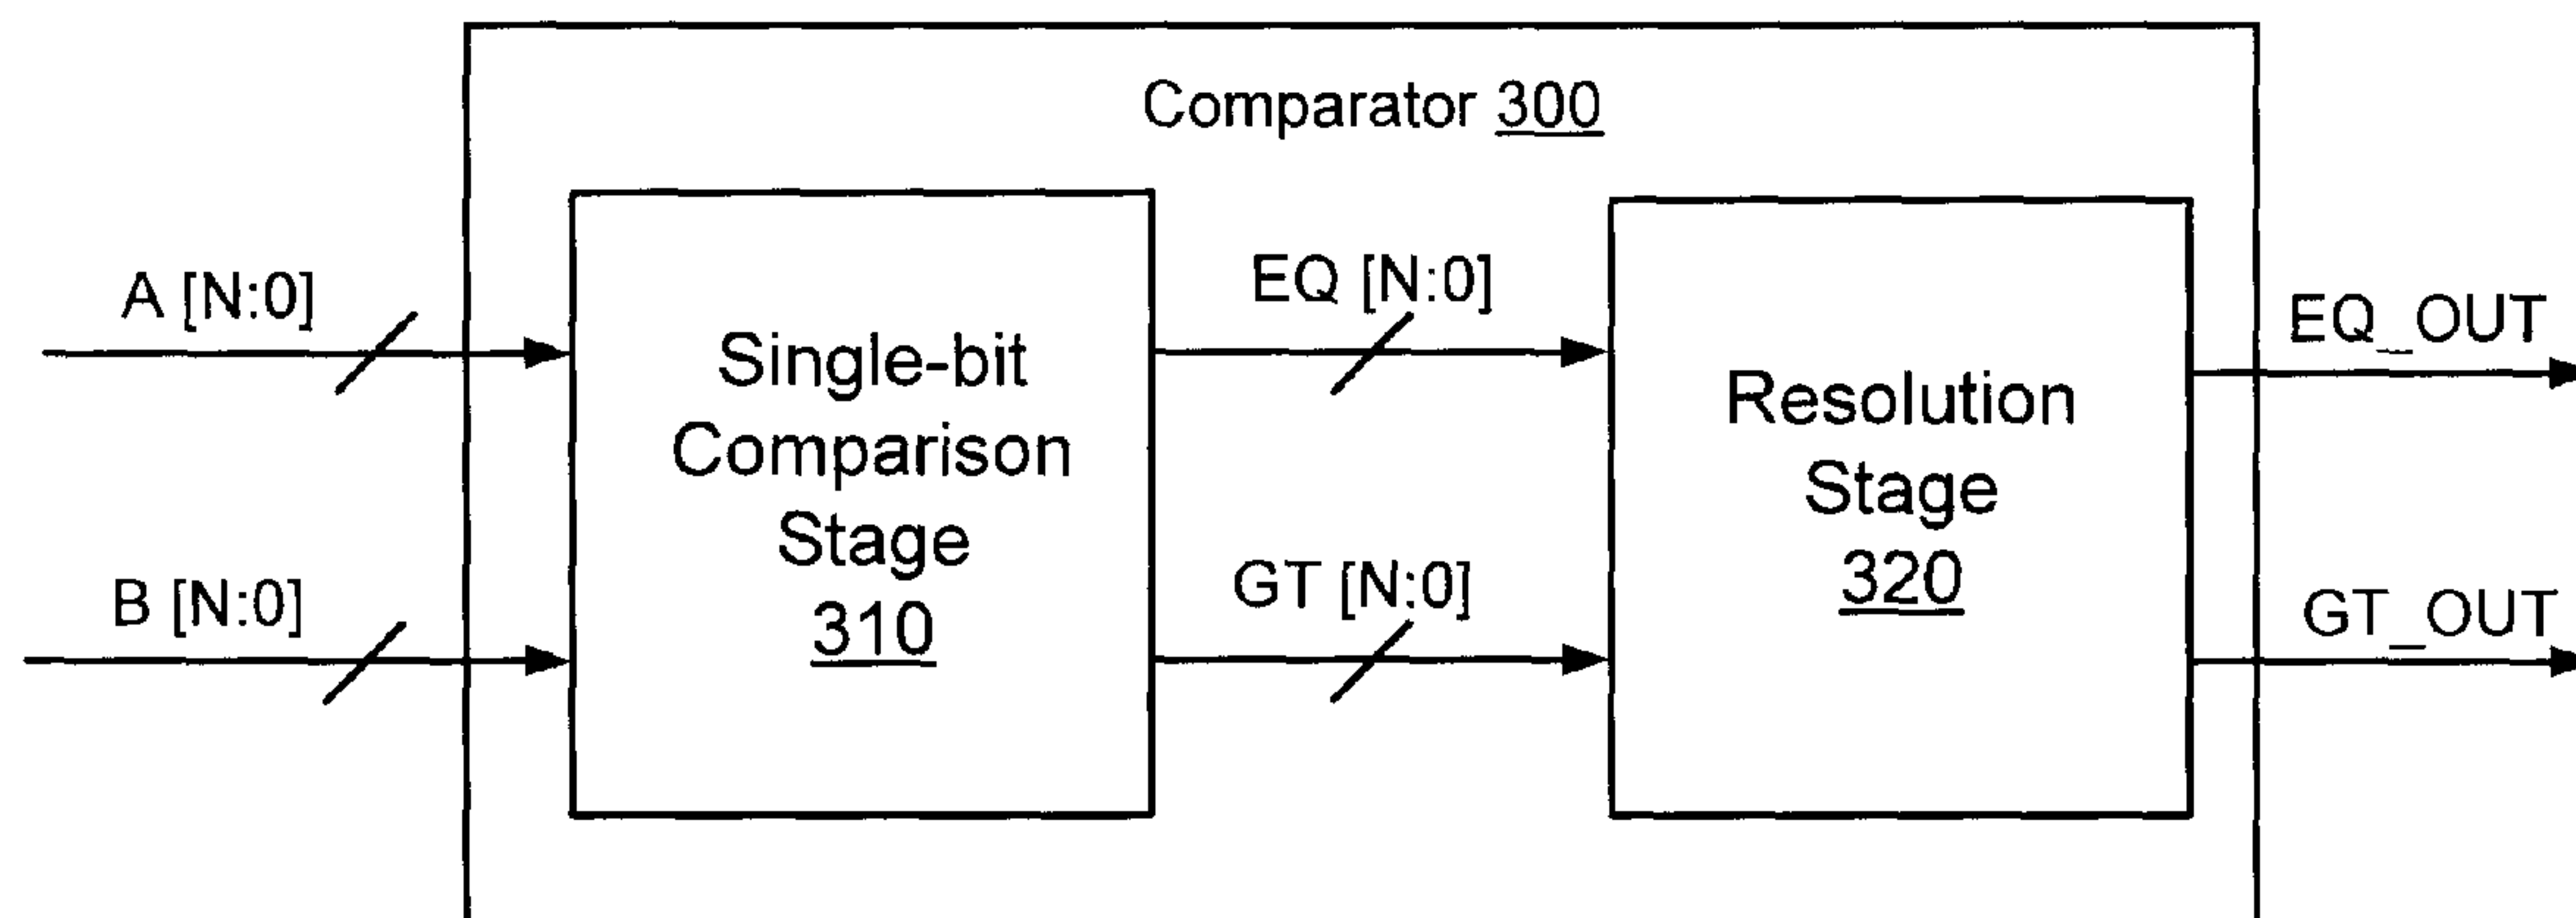 Comparator 300
A [N:0]
B [N:0]
Single-bit
Comparison
Stage
310
EQ [N:0]
GT [N:0]
Resolution
Stage
320
EQ_OUT
GT_OUT